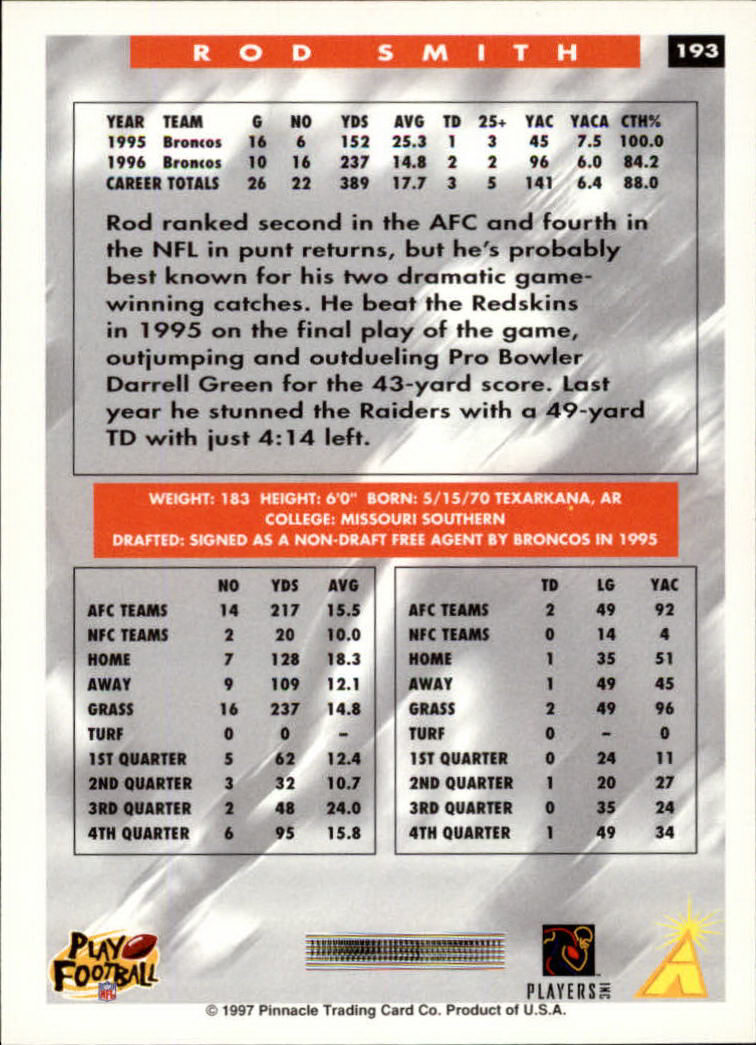 ROD SMITH
193
YEAR TEAM G NO YDS AVG TD 25+ YAC YACA CTH%
1995 Broncos 16 6 152 25.3 1 3 45 7.5 100.0
1996 Broncos 10 16 237 14.8 2 2 96 6.0 84.2
CAREER TOTALS 26 22 389 17.7 3 5 141 6.4 88.0
Rod ranked second in the AFC and fourth in
the NFL in punt returns, but he's probably
best known for his two dramatic game-
winning catches. He beat the Redskins
in 1995 on the final play of the game,
outjumping and outdueling Pro Bowler
Darrell Green for the 43-yard score. Last
year he stunned the Raiders with a 49-yard
TD with just 4:14 left.
WEIGHT: 183 HEIGHT: 6'0" BORN: 5/15/70 TEXARKANA, AR
COLLEGE: MISSOURI SOUTHERN
DRAFTED: SIGNED AS A NON-DRAFT FREE AGENT BY BRONCOS IN 1995
NO YDS AVG
AFC TEAMS 14 217 15.5
NFC TEAMS 2 20 10.0
HOME 7 128 18.3
AWAY 9 109 12.1
GRASS 16 237 14.8
TURF 0 0 –
1ST QUARTER 5 62 12.4
2ND QUARTER 3 32 10.7
3RD QUARTER 2 48 24.0
4TH QUARTER 6 95 15.8
TD LG YAC
AFC TEAMS 2 49 92
NFC TEAMS 0 14 4
HOME 1 35 51
AWAY 1 49 45
GRASS 2 49 96
TURF 0 – 0
1ST QUARTER 0 24 11
2ND QUARTER 1 20 27
3RD QUARTER 0 35 24
4TH QUARTER 1 49 34
PLAY
FOOTBALL
NFL
PLAYERS INC
© 1997 Pinnacle Trading Card Co. Product of U.S.A.